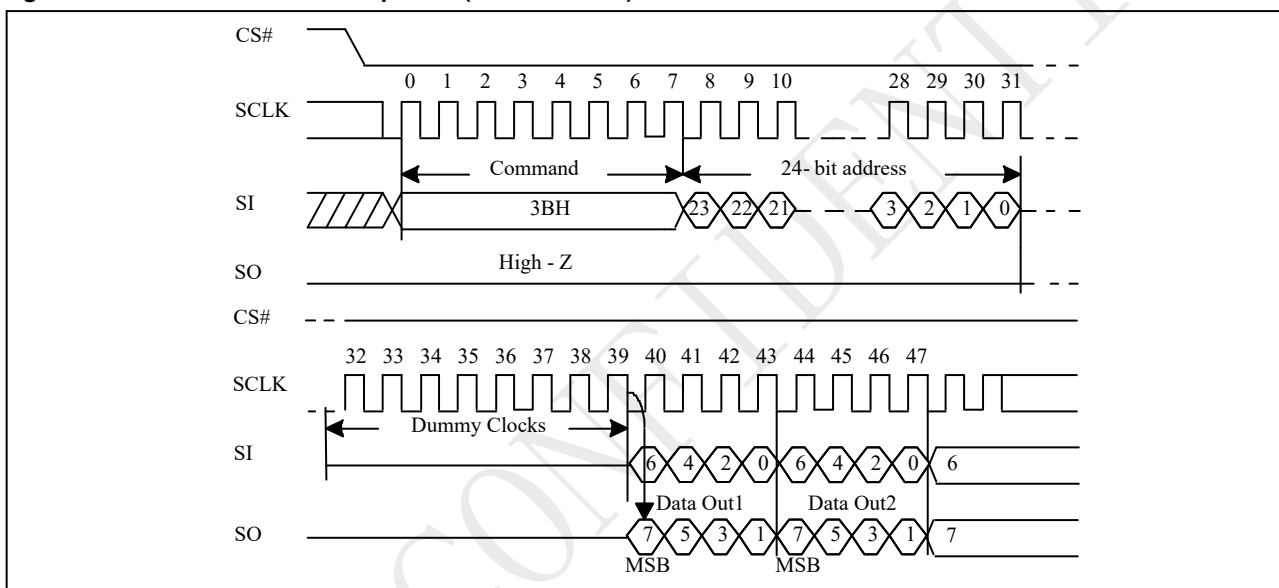 CS#
0 1 2 3 4 5 6 7 8 9 10 28 29 30 31
SCLK
Command 24- bit address
SI 3BH 23 22 21 3 2 1 0
High - Z
SO
CS#
32 33 34 35 36 37 38 39 40 41 42 43 44 45 46 47
SCLK
Dummy Clocks
SI 6 4 2 0 6 4 2 0 6
Data Out1 Data Out2
SO 7 5 3 1 7 5 3 1 7
MSB MSB